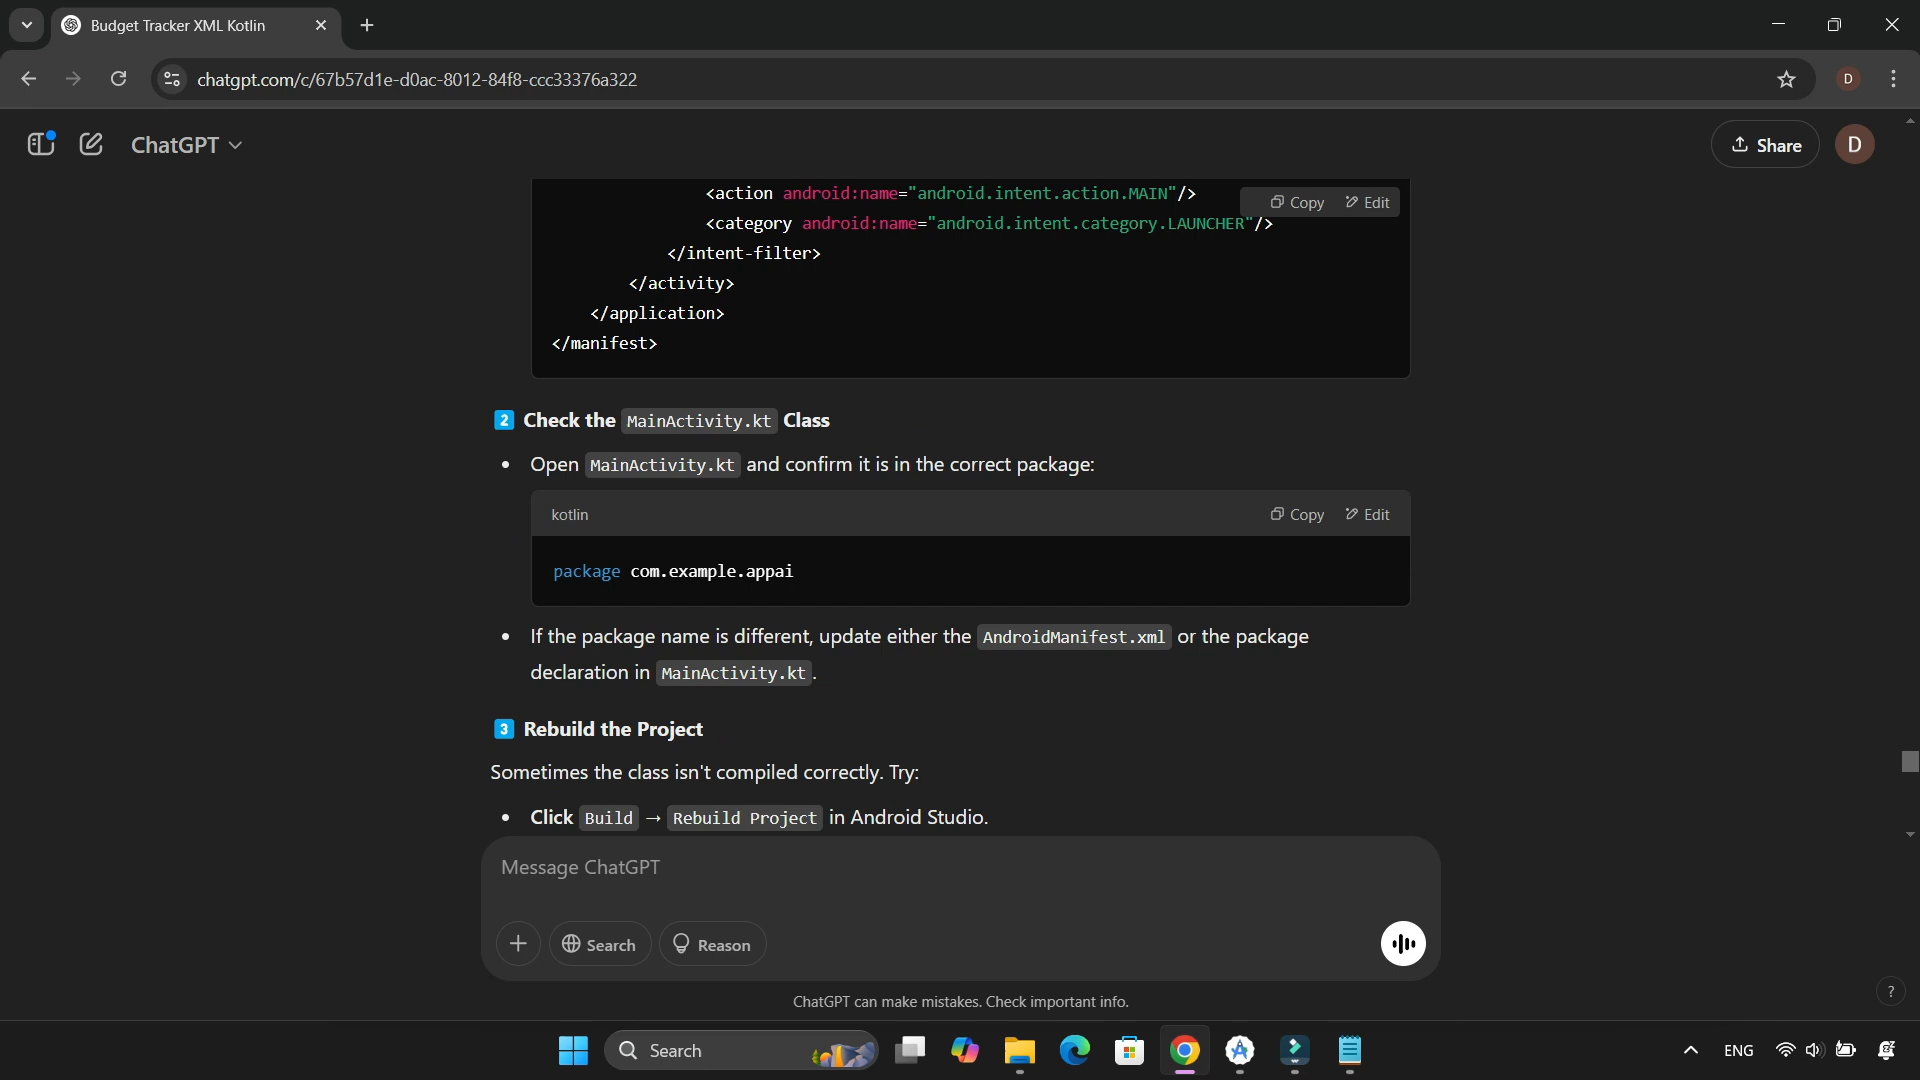 Budget Tracker XML Kotlin
chatgpt.com/c/67b57d1e-d0ac-8012-84f8-ccc33376a322
D
ChatGPT
Share
D
<action android:name="android.intent.action.MAIN"/>
Copy
Edit
<category android:name="android.intent.category.LAUNCHER"/>
</intent-filter>
</activity>
</application>
</manifest>
2 Check the MainActivity.kt Class
• Open MainActivity.kt and confirm it is in the correct package:
kotlin
Copy
Edit
package com.example.appai
• If the package name is different, update either the AndroidManifest.xml or the package
declaration in MainActivity.kt.
3 Rebuild the Project
Sometimes the class isn't compiled correctly. Try:
• Click Build → Rebuild Project in Android Studio.
Message ChatGPT
Search
Reason
ChatGPT can make mistakes. Check important info.
?
Search
ENG